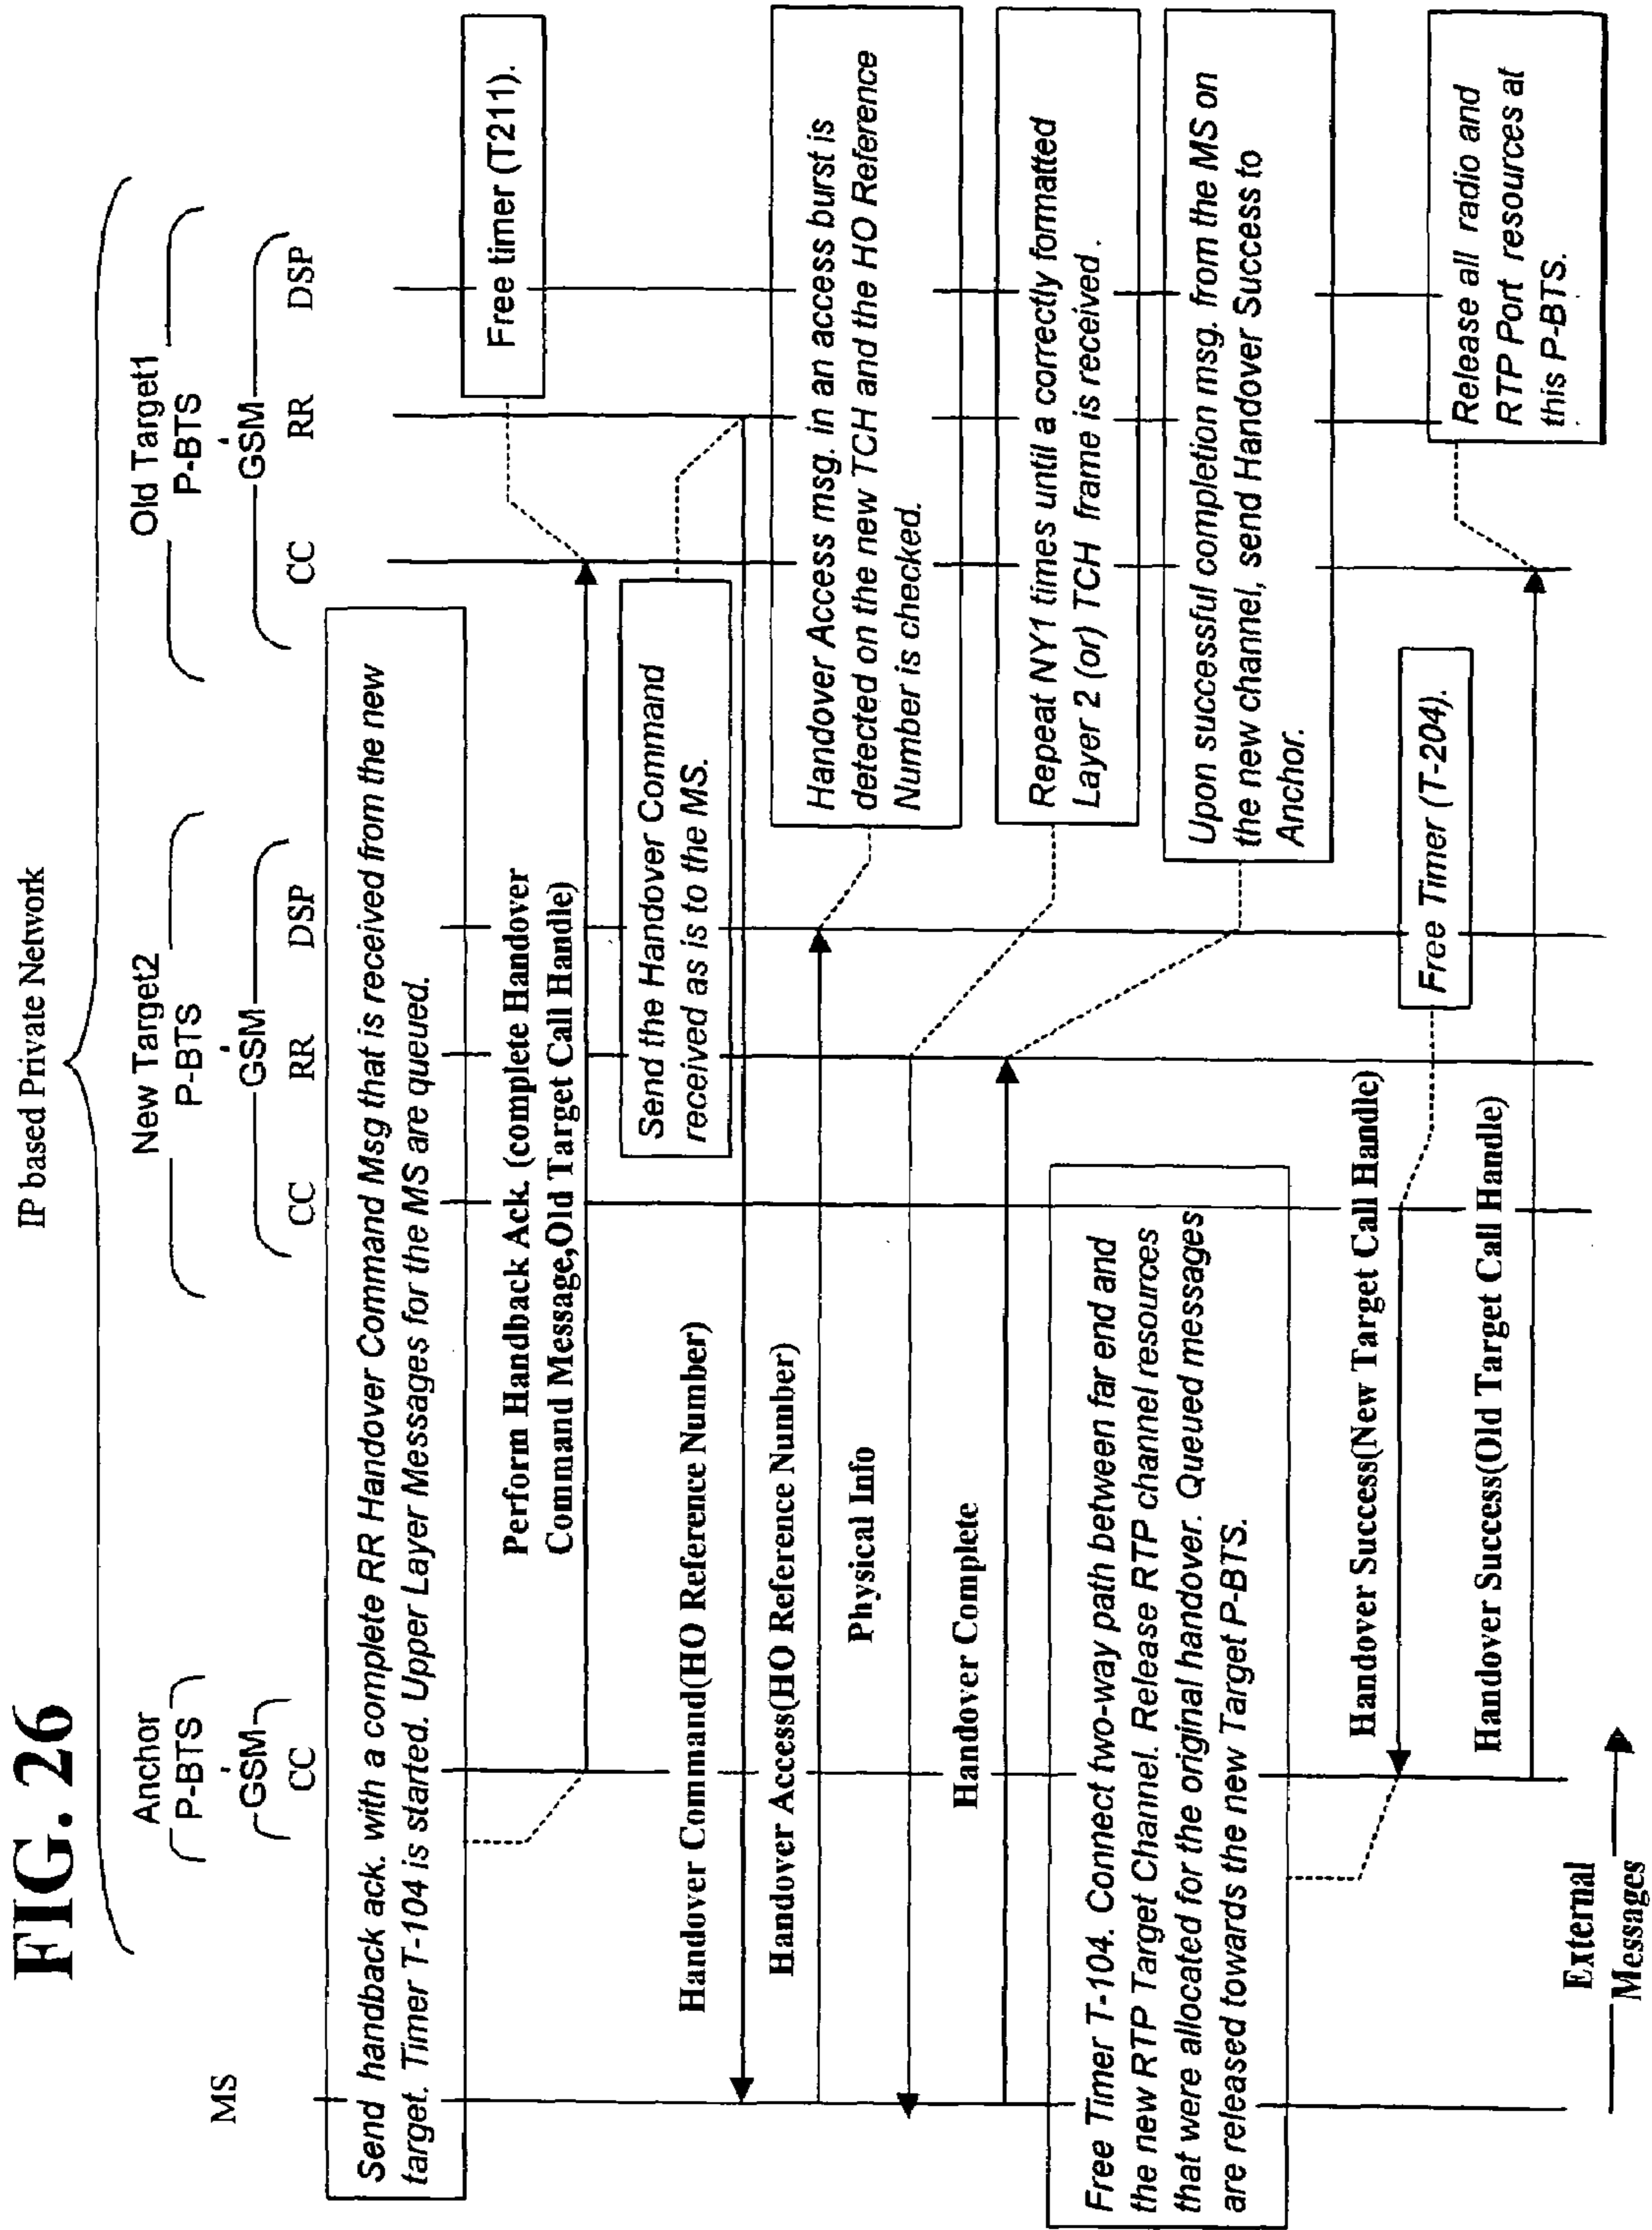 FIG. 26
IP based Private Network
MS
Anchor
P-BTS
GSM
CC
New Target2
P-BTS
GSM
CC
RR
DSP
Old Target1
P-BTS
GSM
CC
RR
DSP
Send handback ack. with a complete RR Handover Command Msg that is received from the new
target. Timer T-104 is started. Upper Layer Messages for the MS are queued.
Free timer (T211).
Perform Handback Ack. (complete Handover
Command Message,Old Target Call Handle)
Send the Handover Command
received as is to the MS.
Handover Command(HO Reference Number)
Handover Access(HO Reference Number)
Handover Access msg. in an access burst is
detected on the new TCH and the HO Reference
Number is checked.
Physical Info
Repeat NY1 times until a correctly formatted
Layer 2 (or) TCH frame is received .
Handover Complete
Upon successful completion msg. from the MS on
the new channel, send Handover Success to
Anchor.
Free Timer T-104. Connect two-way path between far end and
the new RTP Target Channel. Release RTP channel resources
that were allocated for the original handover. Queued messages
are released towards the new Target P-BTS.
Handover Success(New Target Call Handle)
Free Timer (T-204).
Handover Success(Old Target Call Handle)
Release all radio and
RTP Port resources at
this P-BTS.
External
Messages